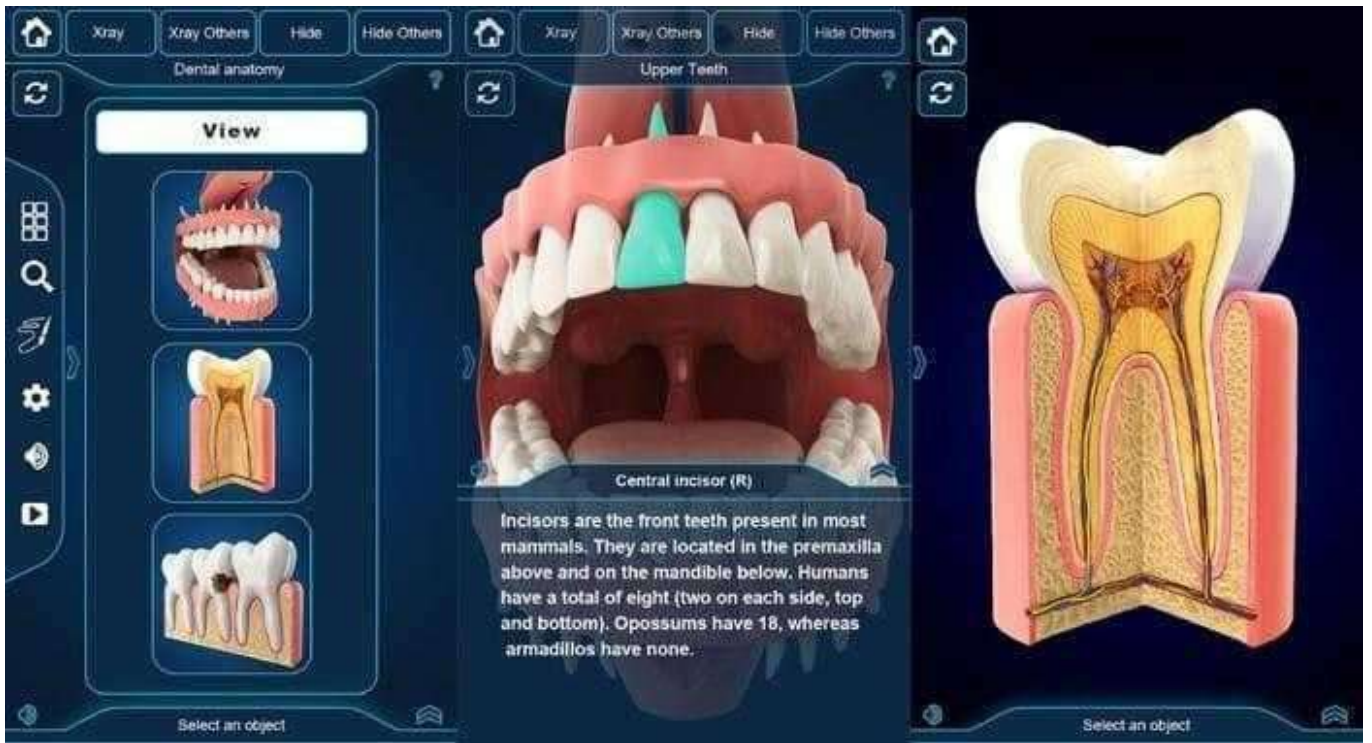 Xray
Xray Others
Hide
Hide Others
Dental anatomy
?
View
Select an object
Xray
Xray Others
Hide
Hide Others
Upper Teeth
?
Central incisor (R)
Incisors are the front teeth present in most
mammals. They are located in the premaxilla
above and on the mandible below. Humans
have a total of eight (two on each side, top
and bottom). Opossums have 18, whereas
armadillos have none.
Select an object